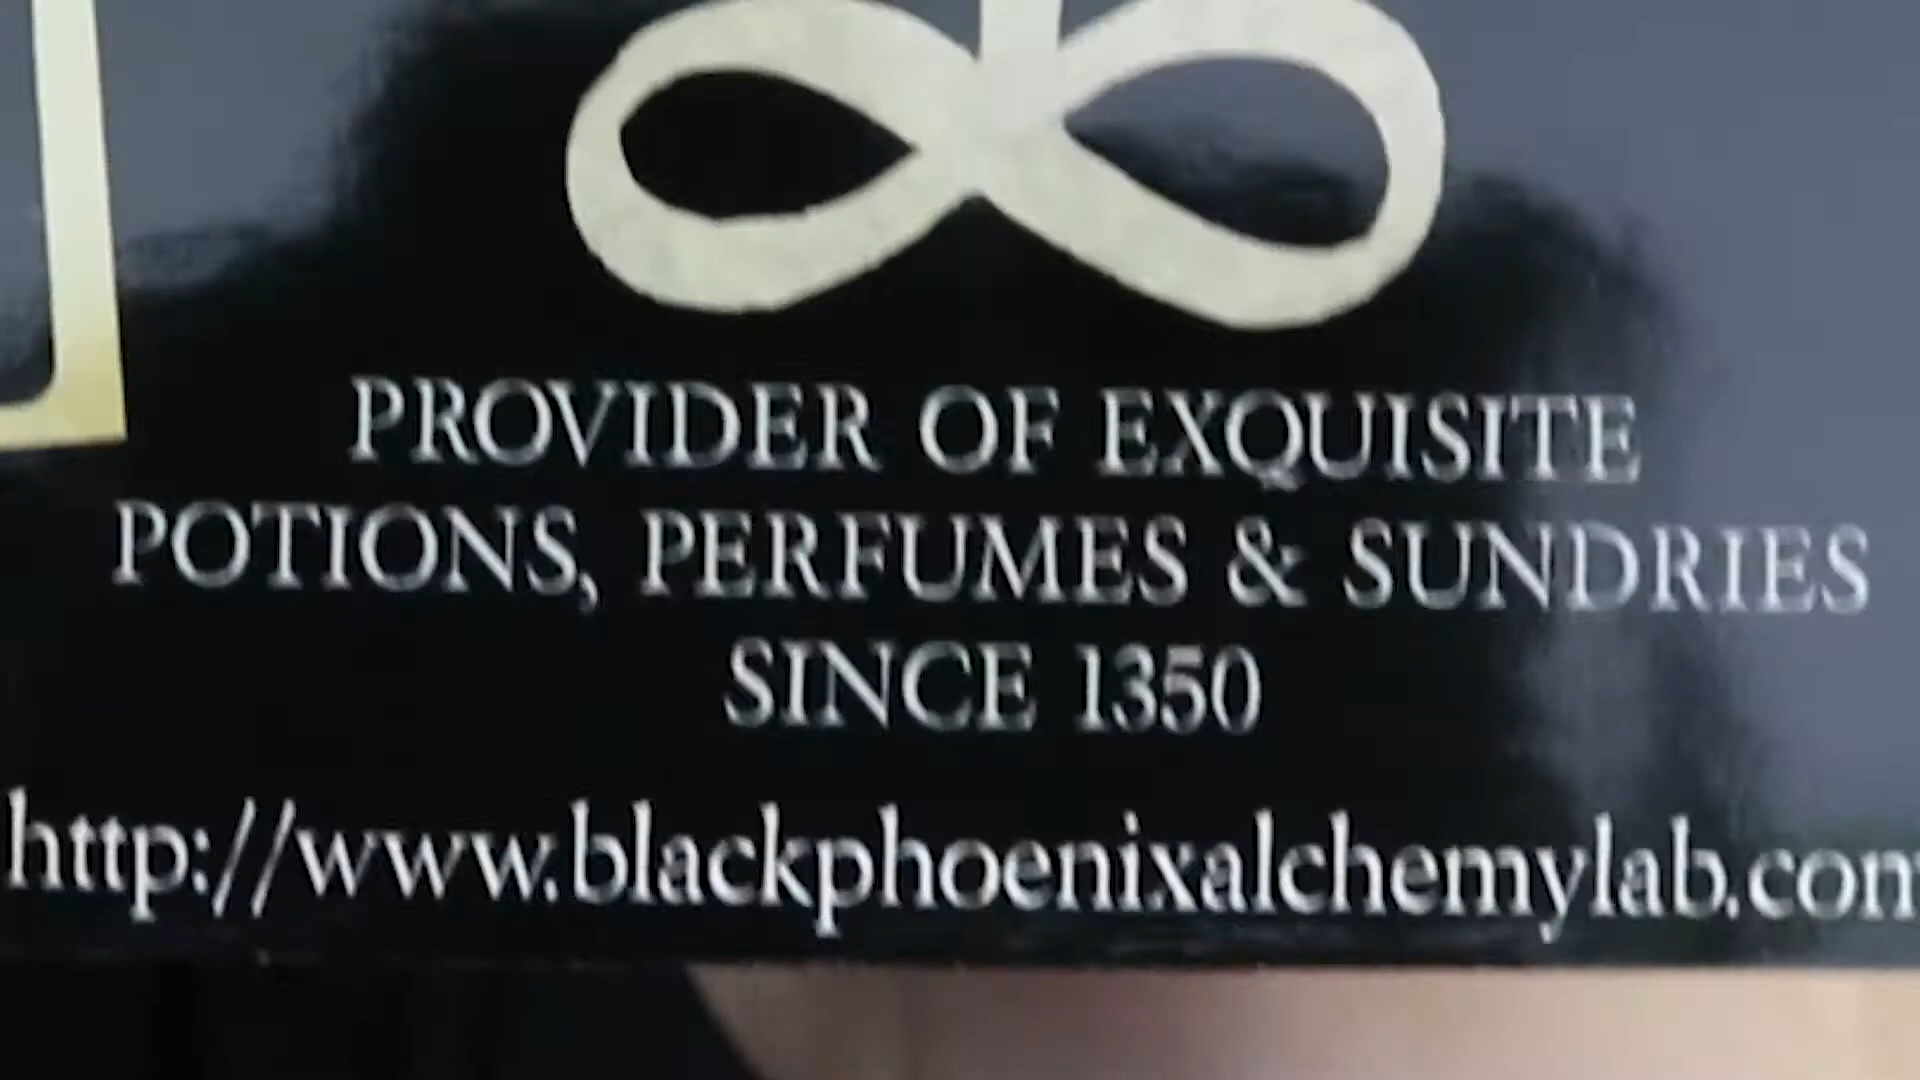 PROVIDER OF EXQUISITE
POTIONS, PERFUMES & SUNDRIES
SINCE 1350
http://www.blackphoenixalchemylab.com